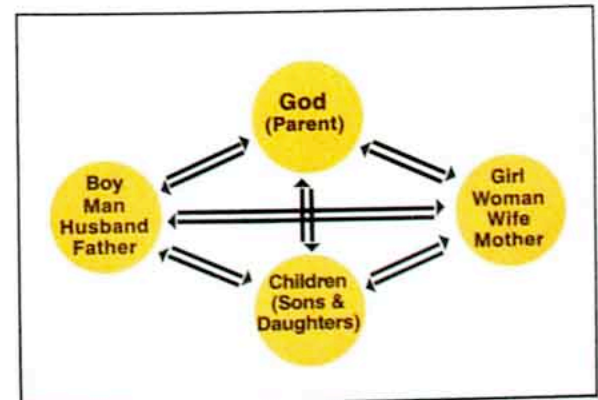 God
(Parent)
Boy
Man
Husband
Father
Girl
Woman
Wife
Mother
Children
(Sons &
Daughters)